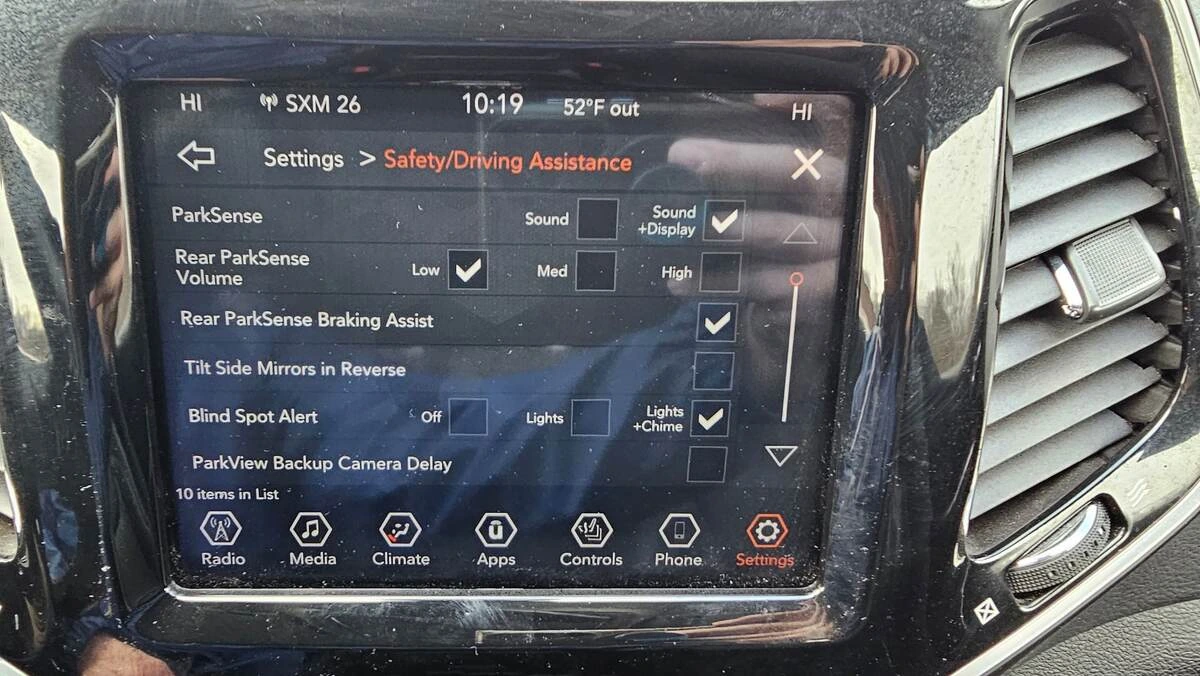 HI SXM 26 10:19 52°F out HI
Settings > Safety/Driving Assistance
ParkSense Sound Sound
+Display
Rear ParkSense
Volume Low Med High
Rear ParkSense Braking Assist
Tilt Side Mirrors in Reverse
Blind Spot Alert Off Lights Lights
+Chime
ParkView Backup Camera Delay
10 items in List
Radio Media Climate Apps Controls Phone Settings